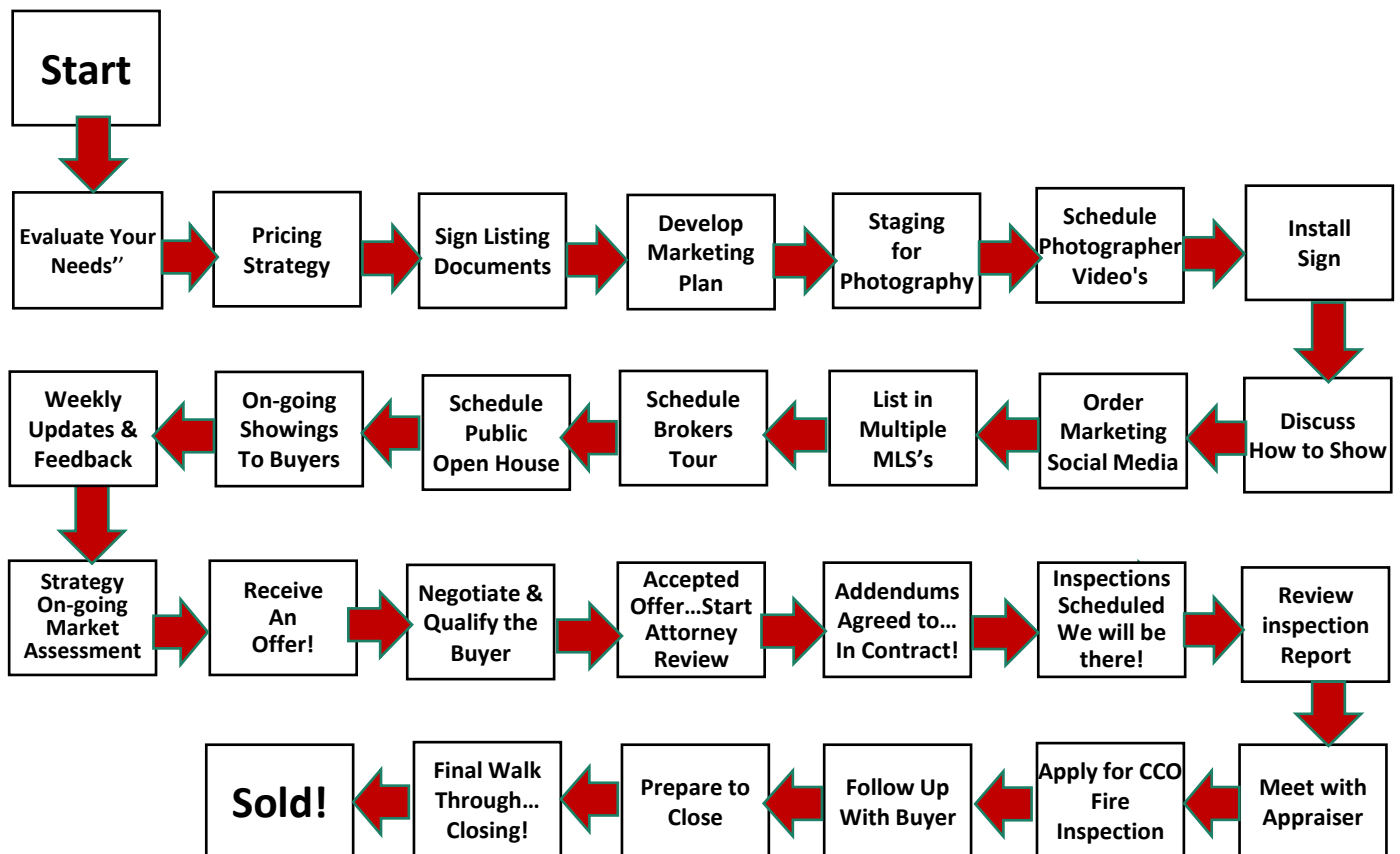 Start
Evaluate Your
Needs”
Pricing
Strategy
Sign Listing
Documents
Develop
Marketing
Plan
Staging
for
Photography
Schedule
Photographer
Video's
Install
Sign
Discuss
How to Show
Order
Marketing
Social Media
List in
Multiple
MLS’s
Schedule
Brokers
Tour
Schedule
Public
Open House
On-going
Showings
To Buyers
Weekly
Updates &
Feedback
Strategy
On-going
Market
Assessment
Receive
An
Offer!
Negotiate &
Qualify the
Buyer
Accepted
Offer…Start
Attorney
Review
Addendums
Agreed to…
In Contract!
Inspections
Scheduled
We will be
there!
Review
inspection
Report
Meet with
Appraiser
Apply for CCO
Fire
Inspection
Follow Up
With Buyer
Prepare to
Close
Final Walk
Through…
Closing!
Sold!